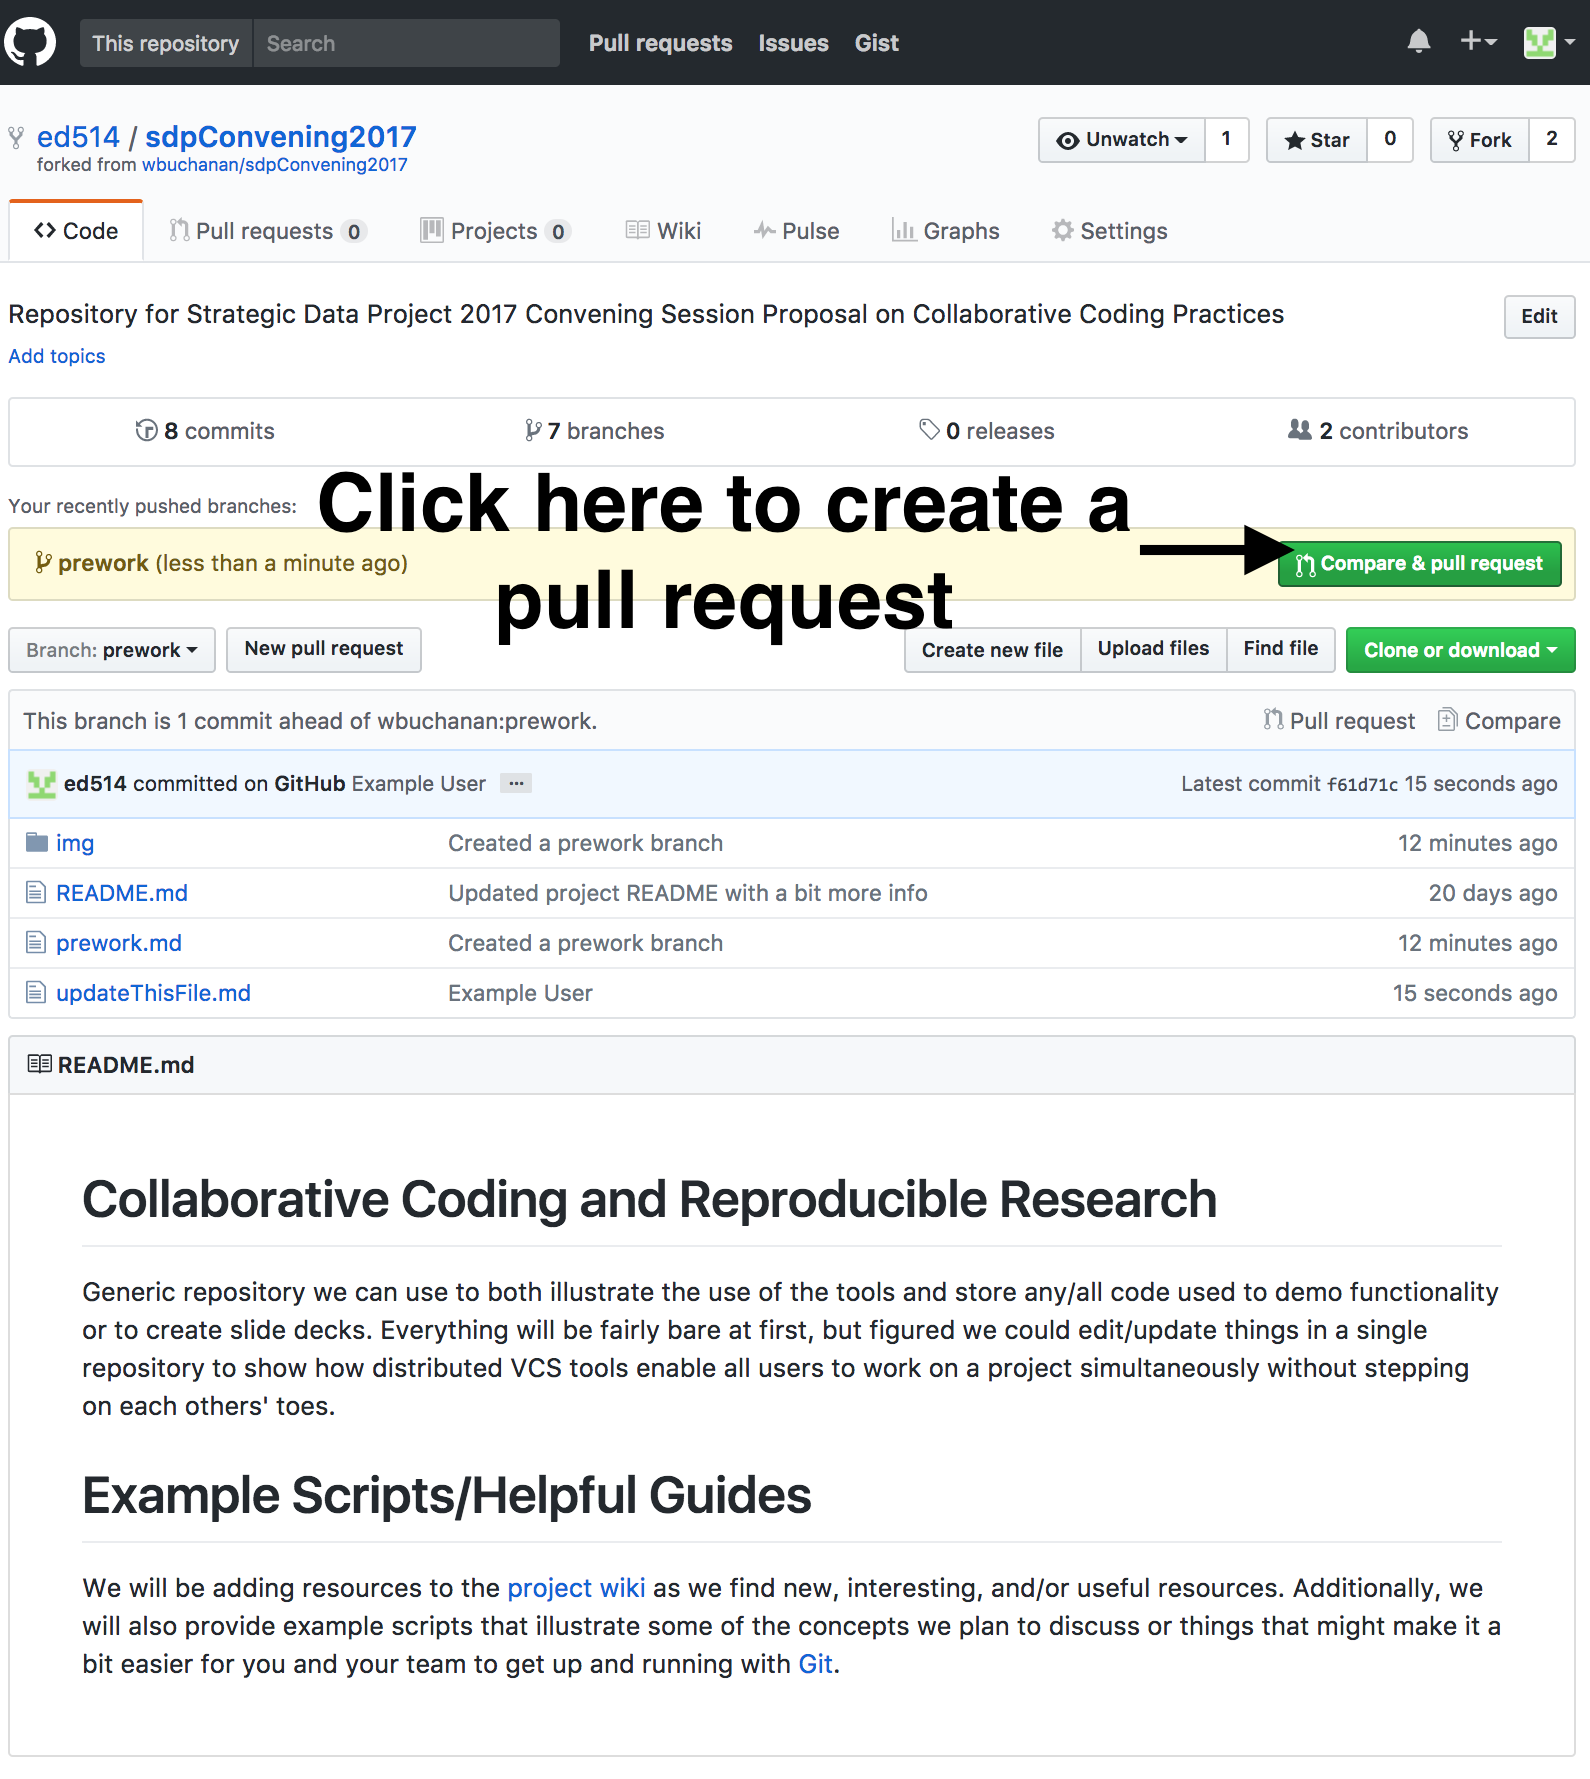 This repository Search Pull requests Issues Gist
ed514 / sdpConvening2017 Unwatch 1 Star 0 Fork 2
forked from wbuchanan/sdpConvening2017
Code Pull requests 0 Projects 0 Wiki Pulse Graphs Settings
Repository for Strategic Data Project 2017 Convening Session Proposal on Collaborative Coding Practices Edit
Add topics
8 commits 7 branches 0 releases 2 contributors
Your recently pushed branches:
Click here to create a
pull request
prework (less than a minute ago) Compare & pull request
Branch: prework New pull request Create new file Upload files Find file Clone or download
This branch is 1 commit ahead of wbuchanan:prework. Pull request Compare
ed514 committed on GitHub Example User ... Latest commit f61d71c 15 seconds ago
img Created a prework branch 12 minutes ago
README.md Updated project README with a bit more info 20 days ago
prework.md Created a prework branch 12 minutes ago
updateThisFile.md Example User 15 seconds ago
README.md
Collaborative Coding and Reproducible Research
Generic repository we can use to both illustrate the use of the tools and store any/all code used to demo functionality
or to create slide decks. Everything will be fairly bare at first, but figured we could edit/update things in a single
repository to show how distributed VCS tools enable all users to work on a project simultaneously without stepping
on each others' toes.
Example Scripts/Helpful Guides
We will be adding resources to the project wiki as we find new, interesting, and/or useful resources. Additionally, we
will also provide example scripts that illustrate some of the concepts we plan to discuss or things that might make it a
bit easier for you and your team to get up and running with Git.